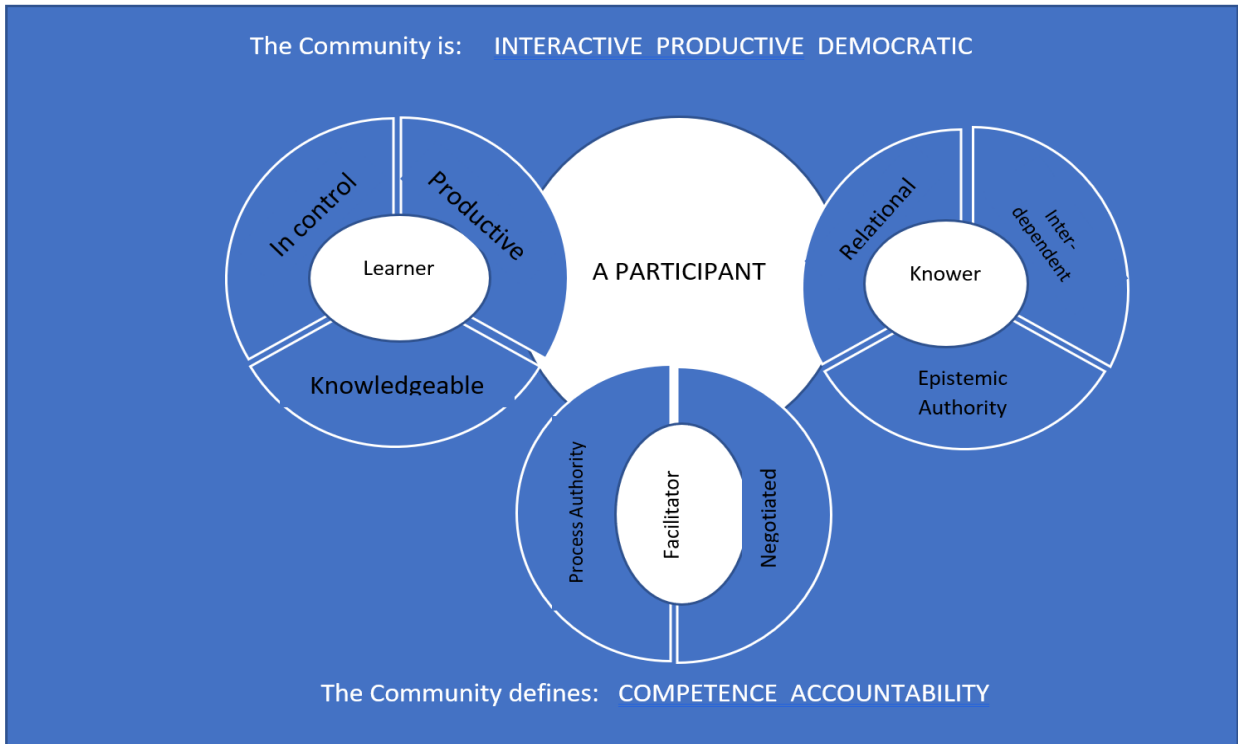 The Community is: INTERACTIVE PRODUCTIVE DEMOCRATIC
In control
Productive
Learner
Knowledgeable
A PARTICIPANT
Relational
Inter-
dependent
Knower
Epistemic
Authority
Process Authority
Facilitator
Negotiated
The Community defines: COMPETENCE ACCOUNTABILITY